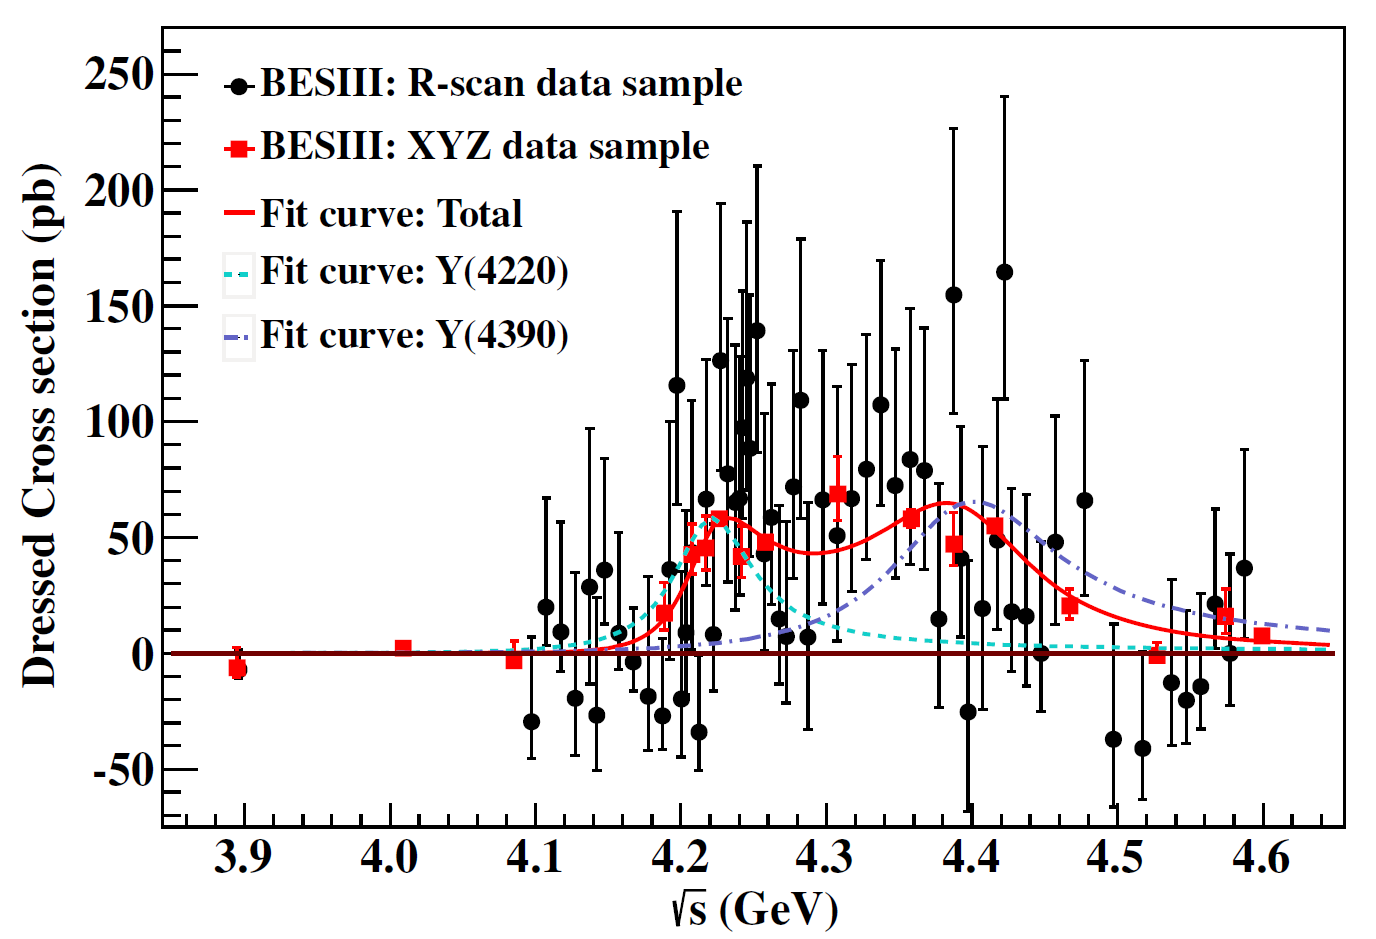 Dressed Cross section (pb)
250
200
150
100
50
0
-50
BESIII: R-scan data sample
BESIII: XYZ data sample
Fit curve: Total
Fit curve: Y(4220)
Fit curve: Y(4390)
3.9 4.0 4.1 4.2 4.3 4.4 4.5 4.6
√s (GeV)